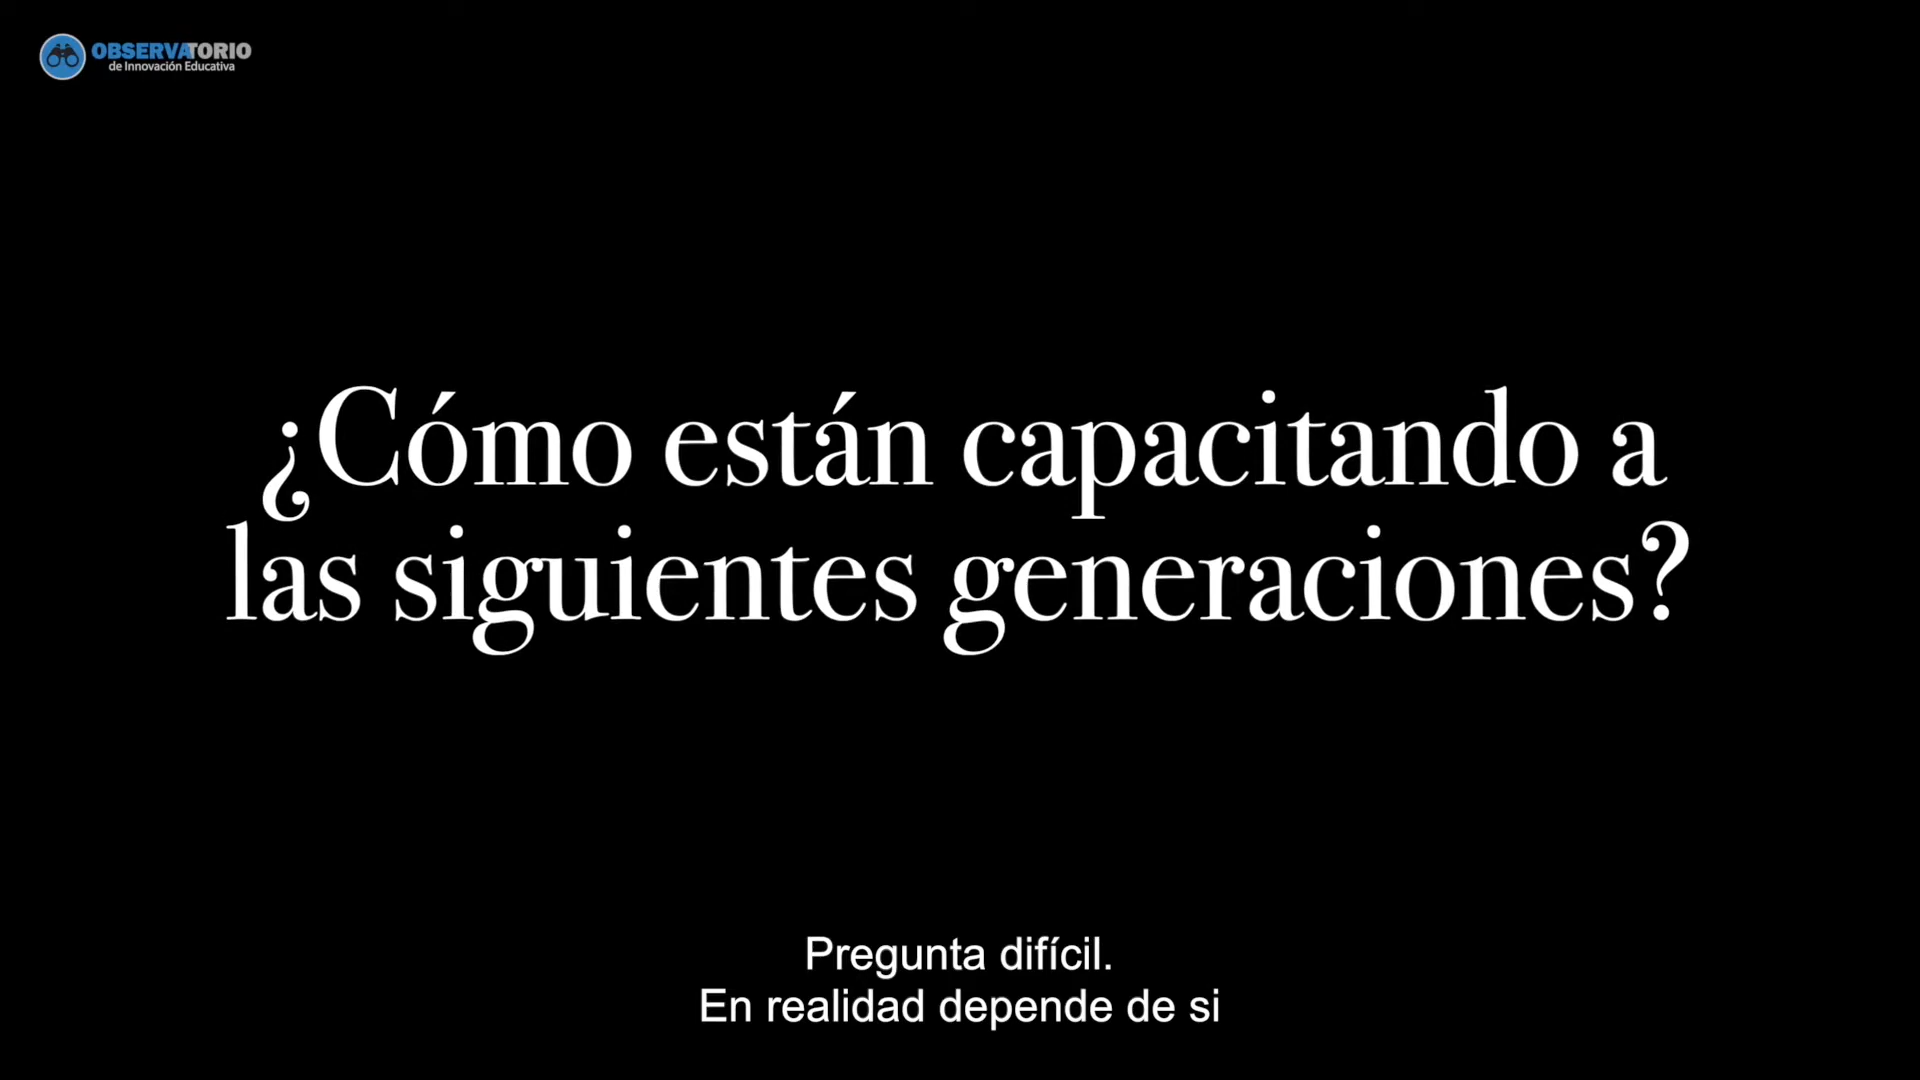 OBSERVATORIO
de Innovación Educativa
¿Cómo están capacitando a
las siguientes generaciones?
Pregunta difícil.
En realidad depende de si